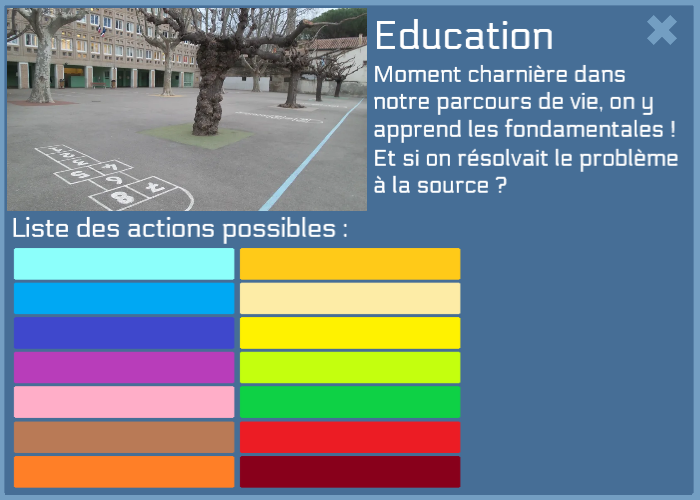 Education
Moment charnière dans
notre parcours de vie, on y
apprend les fondamentales !
Et si on résolvait le problème
à la source ?
Liste des actions possibles :